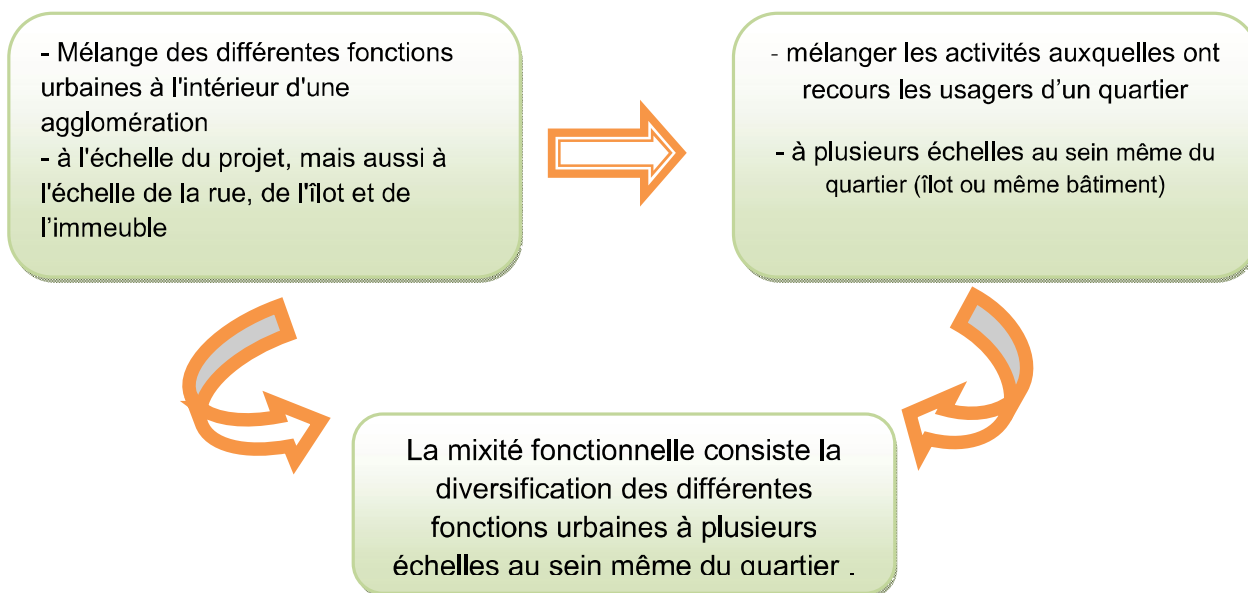 - Mélange des différentes fonctions
urbaines à l'intérieur d'une
agglomération
- à l'échelle du projet, mais aussi à
l'échelle de la rue, de l'îlot et de
l’immeuble
- mélanger les activités auxquelles ont
recours les usagers d’un quartier
- à plusieurs échelles au sein même du
quartier (îlot ou même bâtiment)
La mixité fonctionnelle consiste la
diversification des différentes
fonctions urbaines à plusieurs
échelles au sein même du quartier .